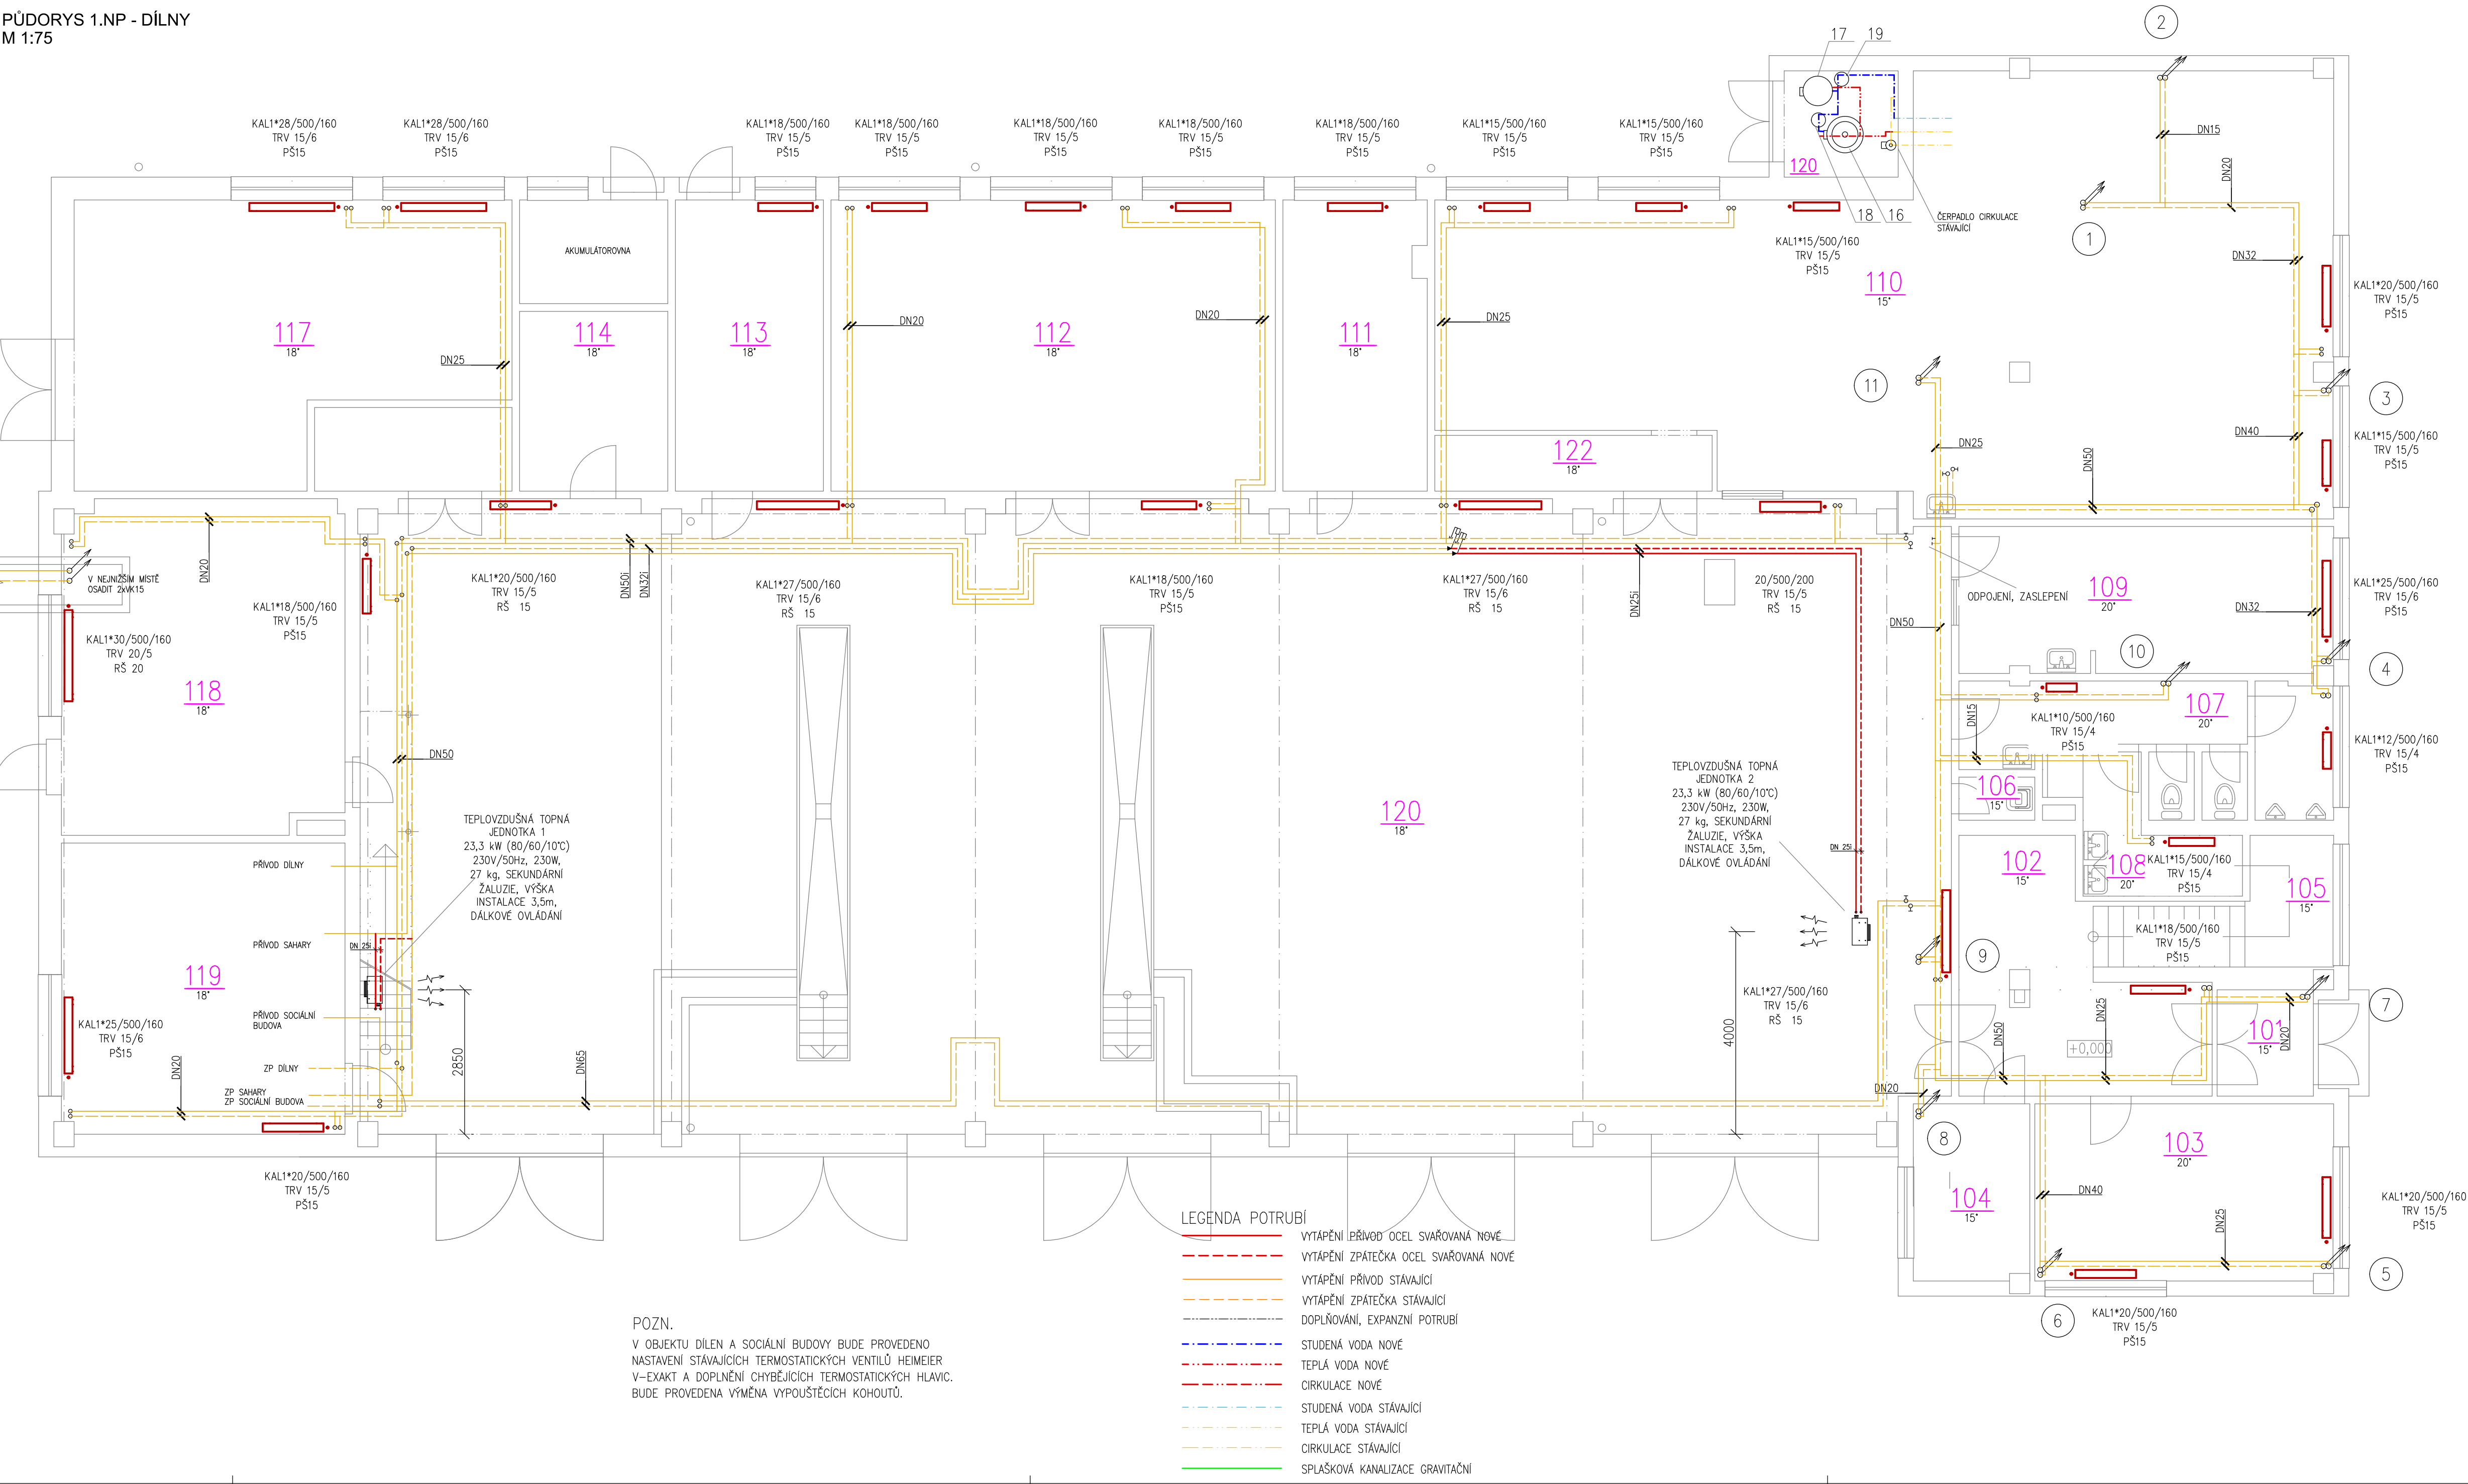 PŮDORYS 1.NP - DÍLNY
M 1:75
2
17
19
KAL1*28/500/160
TRV 15/6
PŠ15
KAL1*28/500/160
TRV 15/6
PŠ15
KAL1*18/500/160
TRV 15/5
PŠ15
KAL1*18/500/160
TRV 15/5
PŠ15
KAL1*18/500/160
TRV 15/5
PŠ15
KAL1*18/500/160
TRV 15/5
PŠ15
KAL1*18/500/160
TRV 15/5
PŠ15
KAL1*15/500/160
TRV 15/5
PŠ15
KAL1*15/500/160
TRV 15/5
PŠ15
DN15
DN20
120
18
16
ČERPADLO CIRKULACE
STÁVAJÍCÍ
1
AKUMULÁTOROVNA
KAL1*15/500/160
TRV 15/5
PŠ15
DN32
110
15°
KAL1*20/500/160
TRV 15/5
PŠ15
117
18°
114
18°
113
18°
DN20
112
18°
DN20
111
18°
DN25
DN25
11
3
122
18°
DN25
DN50
DN40
KAL1*15/500/160
TRV 15/5
PŠ15
V NEJNIŽŠÍM MÍSTĚ
OSADIT 2xVK15
DN20
KAL1*18/500/160
TRV 15/5
PŠ15
KAL1*20/500/160
TRV 15/5
RŠ 15
DN50i
DN32i
KAL1*27/500/160
TRV 15/6
RŠ 15
KAL1*18/500/160
TRV 15/5
PŠ15
KAL1*27/500/160
TRV 15/6
RŠ 15
DN25i
20/500/200
TRV 15/5
RŠ 15
ODPOJENÍ, ZASLEPENÍ
109
20°
DN32
KAL1*25/500/160
TRV 15/6
PŠ15
DN50
KAL1*30/500/160
TRV 20/5
RŠ 20
10
4
118
18°
107
20°
DN15
KAL1*10/500/160
TRV 15/4
PŠ15
KAL1*12/500/160
TRV 15/4
PŠ15
DN50
TEPLOVZDUŠNÁ TOPNÁ
JEDNOTKA 2
23,3 kW (80/60/10°C)
230V/50Hz, 230W,
27 kg, SEKUNDÁRNÍ
ŽALUZIE, VÝŠKA
INSTALACE 3,5m,
DÁLKOVÉ OVLÁDÁNÍ
106
15°
120
18°
TEPLOVZDUŠNÁ TOPNÁ
JEDNOTKA 1
23,3 kW (80/60/10°C)
230V/50Hz, 230W,
27 kg, SEKUNDÁRNÍ
ŽALUZIE, VÝŠKA
INSTALACE 3,5m,
DÁLKOVÉ OVLÁDÁNÍ
DN 25i
PŘÍVOD DÍLNY
102
15°
108
20°
KAL1*15/500/160
TRV 15/4
PŠ15
105
15°
PŘÍVOD SAHARY
DN 25i
KAL1*18/500/160
TRV 15/5
PŠ15
9
119
18°
KAL1*27/500/160
TRV 15/6
RŠ 15
7
PŘÍVOD SOCIÁLNÍ
BUDOVA
KAL1*25/500/160
TRV 15/6
PŠ15
DN20
ZP DÍLNY
2850
DN65
4000
DN50
DN25
+0,000
101
15°
DN20
ZP SAHARY
ZP SOCIÁLNÍ BUDOVA
DN20
8
103
20°
KAL1*20/500/160
TRV 15/5
PŠ15
104
15°
DN40
DN25
KAL1*20/500/160
TRV 15/5
PŠ15
5
6
KAL1*20/500/160
TRV 15/5
PŠ15
LEGENDA POTRUBÍ
VYTÁPĚNÍ PŘÍVOD OCEL SVAŘOVANÁ NOVÉ
VYTÁPĚNÍ ZPÁTEČKA OCEL SVAŘOVANÁ NOVÉ
VYTÁPĚNÍ PŘÍVOD STÁVAJÍCÍ
VYTÁPĚNÍ ZPÁTEČKA STÁVAJÍCÍ
DOPLŇOVÁNÍ, EXPANZNÍ POTRUBÍ
STUDENÁ VODA NOVÉ
TEPLÁ VODA NOVÉ
CIRKULACE NOVÉ
STUDENÁ VODA STÁVAJÍCÍ
TEPLÁ VODA STÁVAJÍCÍ
CIRKULACE STÁVAJÍCÍ
SPLAŠKOVÁ KANALIZACE GRAVITAČNÍ
POZN.
V OBJEKTU DÍLEN A SOCIÁLNÍ BUDOVY BUDE PROVEDENO
NASTAVENÍ STÁVAJÍCÍCH TERMOSTATICKÝCH VENTILŮ HEIMEIER
V-EXAKT A DOPLNĚNÍ CHYBĚJÍCÍCH TERMOSTATICKÝCH HLAVIC.
BUDE PROVEDENA VÝMĚNA VYPOUŠTĚCÍCH KOHOUTŮ.